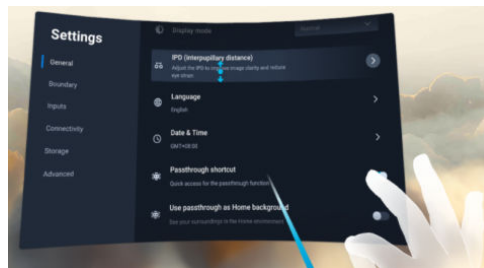 Settings
General
Boundary
Inputs
Connectivity
Storage
Advanced
Display mode
IPD (Interpupillary distance)
Adjust the IPD to improve image clarity and reduce
eye strain
Language
English
Date & Time
GMT+08:00
Passthrough shortcut
Quick access for the passthrough function
Use passthrough as Home background
See your surroundings in the Home environment